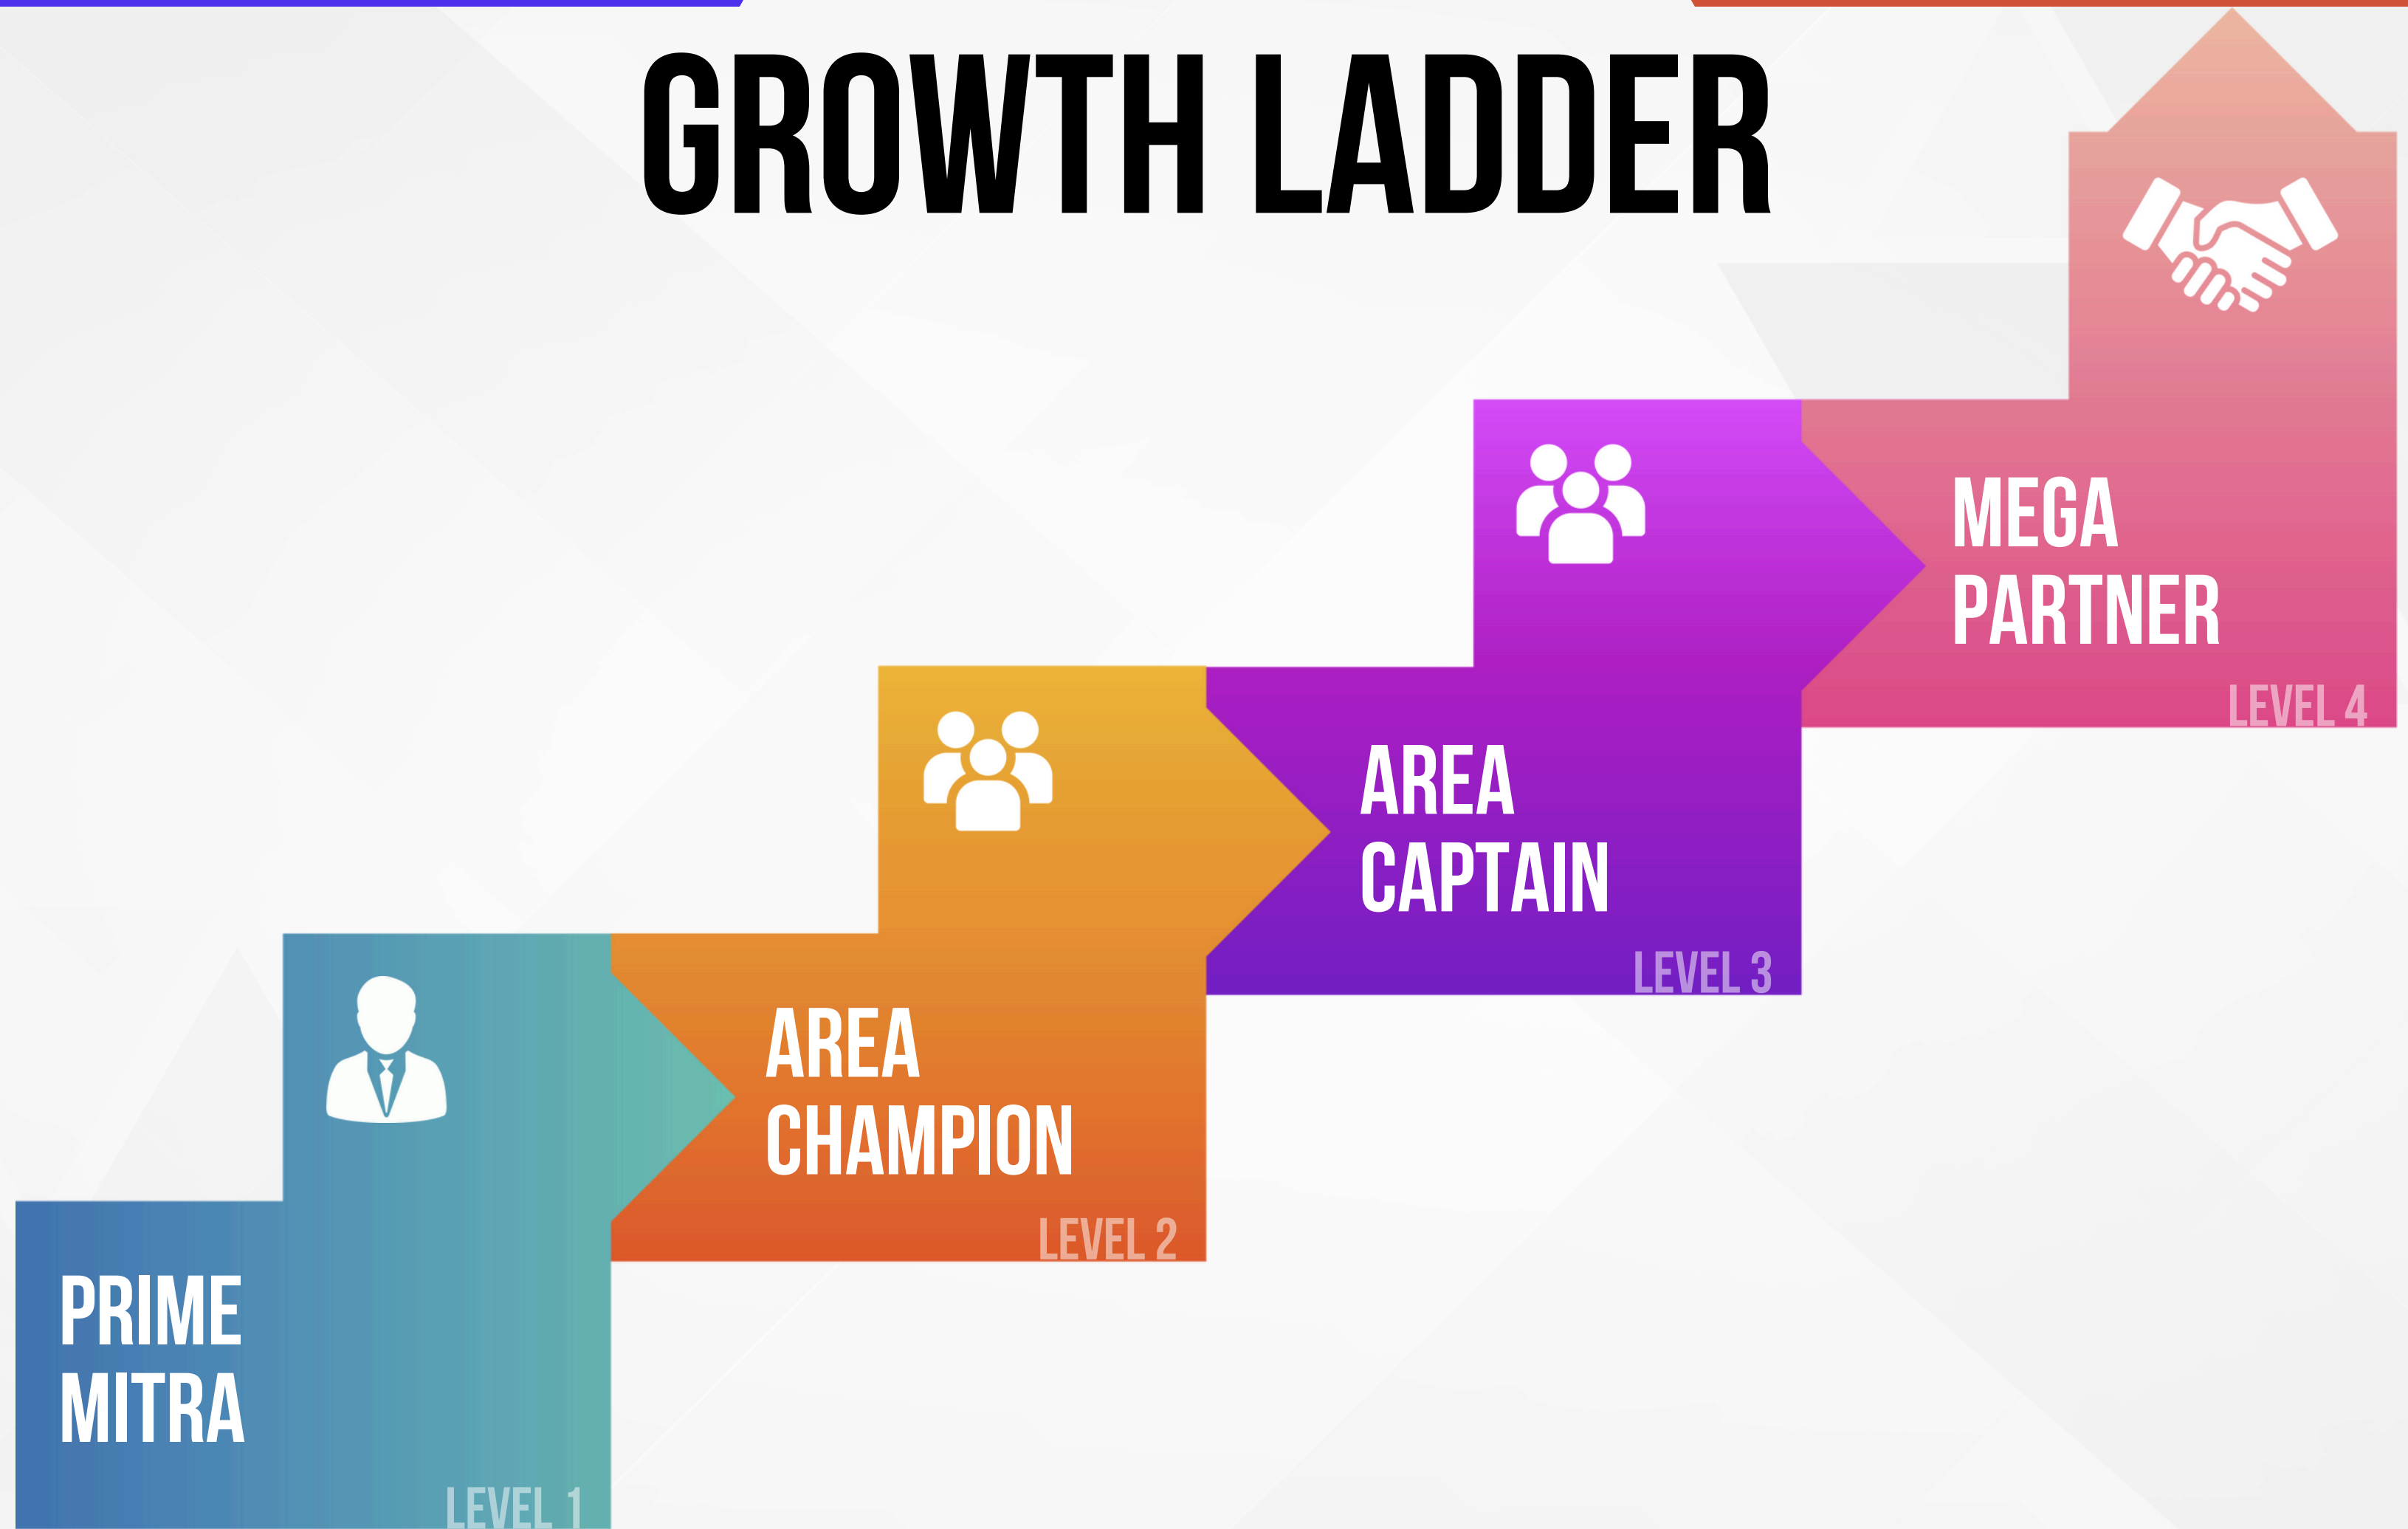 GROWTH LADDER
MEGA
PARTNER
LEVEL 4
AREA
CAPTAIN
LEVEL 3
AREA
CHAMPION
LEVEL 2
PRIME
MITRA
LEVEL 1